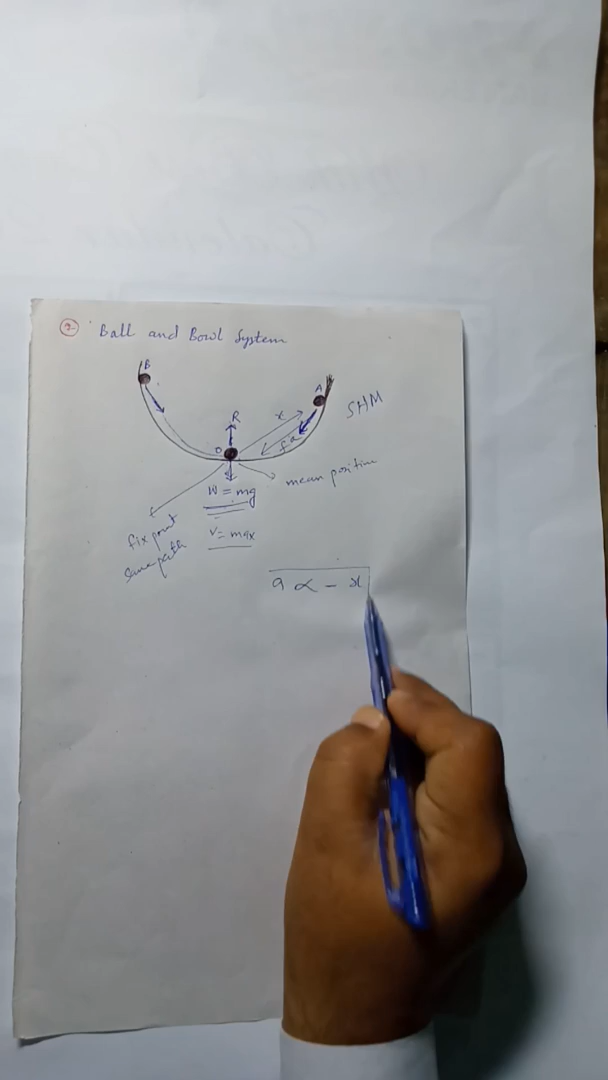 2- Ball and Bowl System
B
A
SHM
R
x
a
f
O
mean position
W = mg
fix point
same path
V = max
a ∝ - x